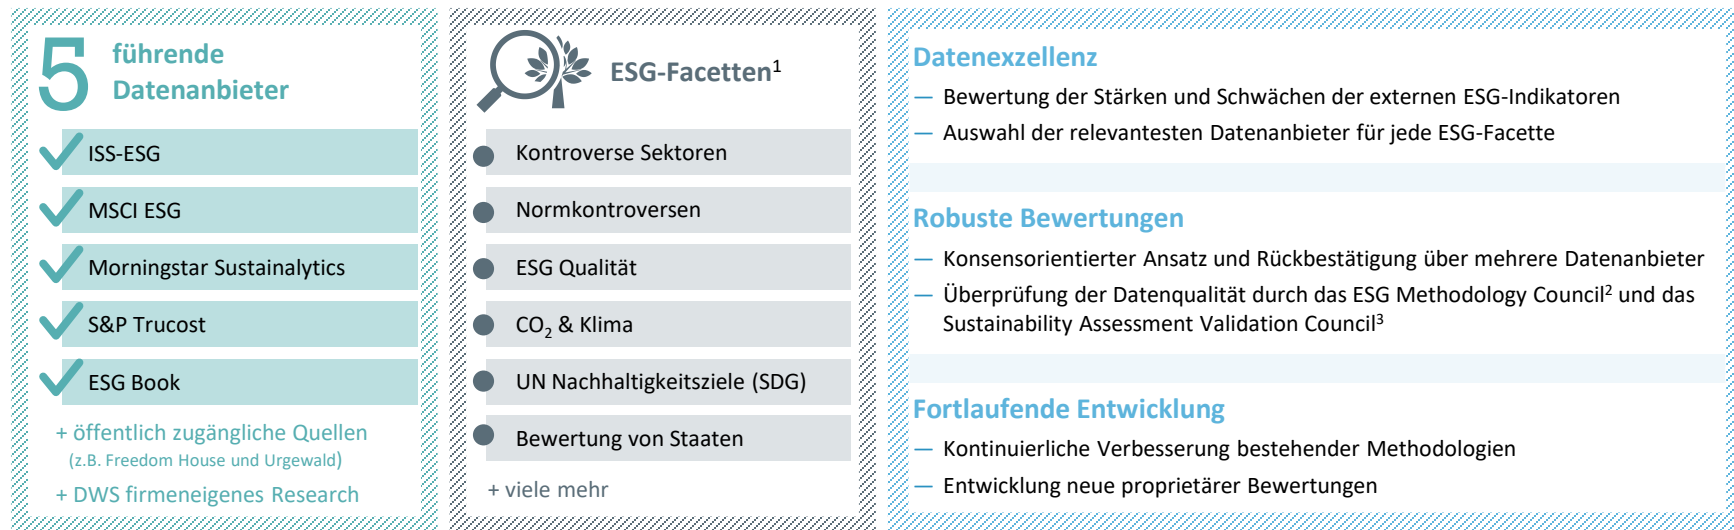 5 führende
Datenanbieter
ISS-ESG
MSCI ESG
Morningstar Sustainalytics
S&P Trucost
ESG Book
+ öffentlich zugängliche Quellen
(z.B. Freedom House und Urgewald)
+ DWS firmeneigenes Research
ESG-Facetten¹
Kontroverse Sektoren
Normkontroversen
ESG Qualität
CO₂ & Klima
UN Nachhaltigkeitsziele (SDG)
Bewertung von Staaten
+ viele mehr
Datenexzellenz
— Bewertung der Stärken und Schwächen der externen ESG-Indikatoren
— Auswahl der relevantesten Datenanbieter für jede ESG-Facette
Robuste Bewertungen
— Konsensorientierter Ansatz und Rückbestätigung über mehrere Datenanbieter
— Überprüfung der Datenqualität durch das ESG Methodology Council² und das
Sustainability Assessment Validation Council³
Fortlaufende Entwicklung
— Kontinuierliche Verbesserung bestehender Methodologien
— Entwicklung neue proprietärer Bewertungen